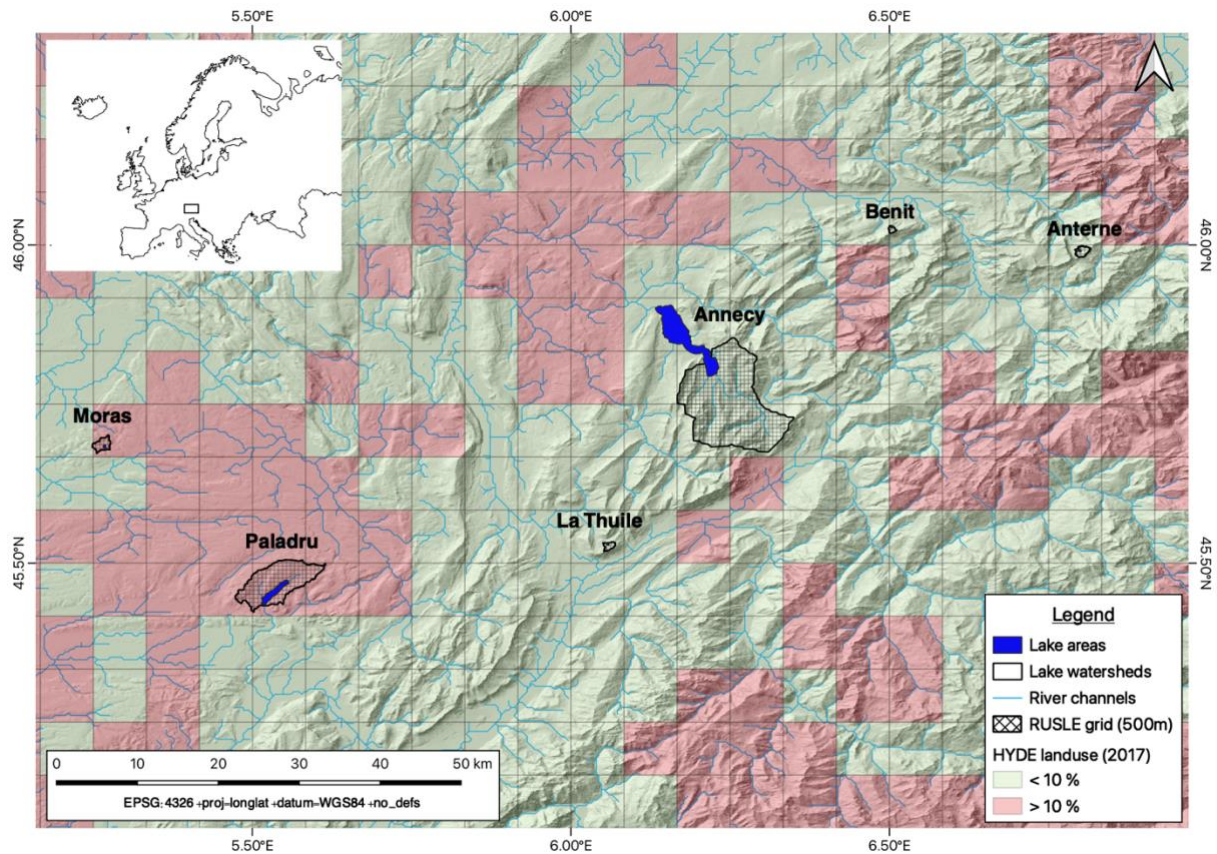 5.50°E
6.00°E
6.50°E
46.00°N
46.00°N
Benit
Anterne
Annecy
Moras
La Thuile
Paladru
45.50°N
45.50°N
Legend
Lake areas
Lake watersheds
River channels
RUSLE grid (500m)
HYDE landuse (2017)
< 10 %
> 10 %
0 10 20 30 40 50 km
EPSG: 4326 +proj=longlat +datum=WGS84 +no_defs
5.50°E
6.00°E
6.50°E